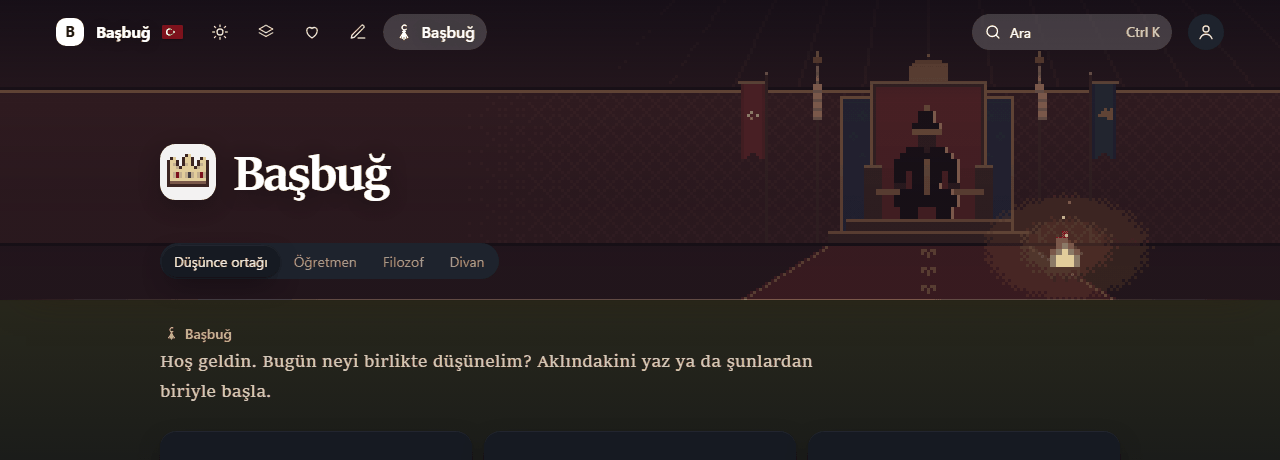 B Başbuğ Başbuğ Ara Ctrl K
Başbuğ
Düşünce ortağı Öğretmen Filozof Divan
Başbuğ
Hoş geldin. Bugün neyi birlikte düşünelim? Aklındakini yaz ya da şunlardan
biriyle başla.